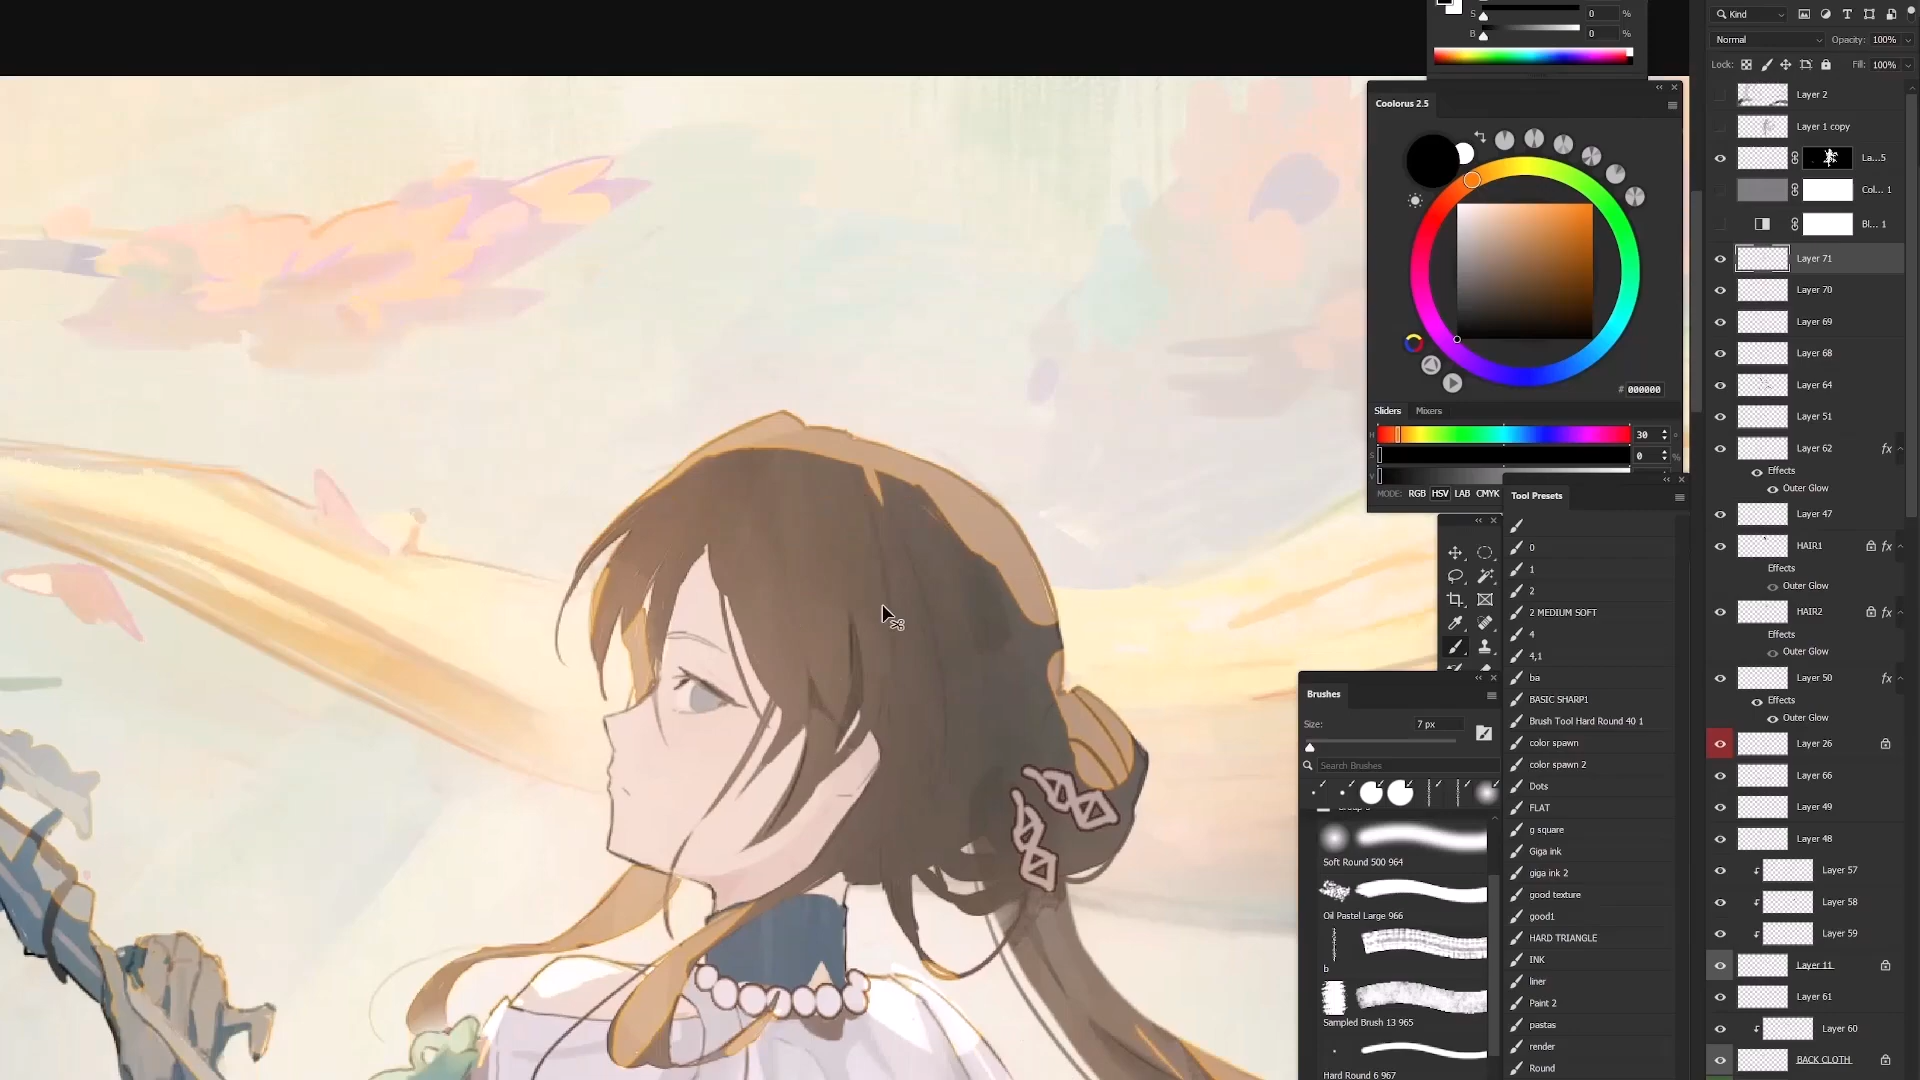 S 0 %
B 0 %
Coolorus 2.5
# 000000
Sliders Mixers
H 30 °
S 0 %
V
MODE: RGB HSV LAB CMYK
Tool Presets
0
1
2
2 MEDIUM SOFT
4
4,1
ba
BASIC SHARP1
Brush Tool Hard Round 40 1
color spawn
color spawn 2
Dots
FLAT
g square
Giga ink
giga ink 2
good texture
good1
HARD TRIANGLE
INK
liner
Paint 2
pastas
render
Round
Brushes
Size: 7 px
Search Brushes
Soft Round 500 964
Oil Pastel Large 966
b
Sampled Brush 13 965
Hard Round 6 967
Kind
Normal Opacity: 100%
Lock: Fill: 100%
Layer 2
Layer 1 copy
La...5
Col... 1
Bl... 1
Layer 71
Layer 70
Layer 69
Layer 68
Layer 64
Layer 51
Layer 62 fx
Effects
Outer Glow
Layer 47
HAIR1 fx
Effects
Outer Glow
HAIR2 fx
Effects
Outer Glow
Layer 50 fx
Effects
Outer Glow
Layer 26
Layer 66
Layer 49
Layer 48
Layer 57
Layer 58
Layer 59
Layer 11
Layer 61
Layer 60
BACK CLOTH